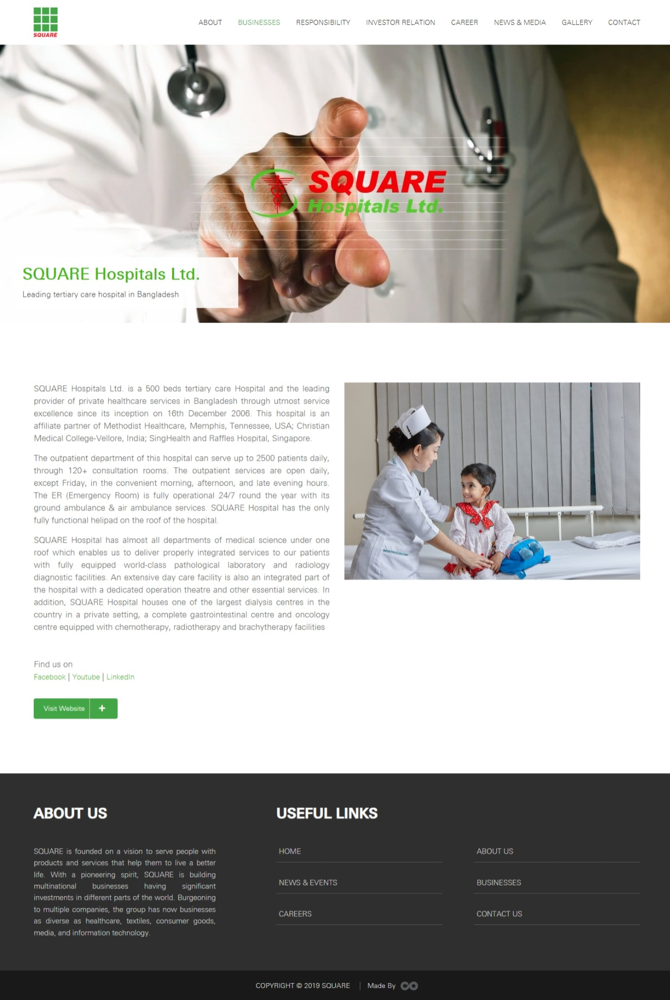 SQUARE
ABOUT BUSINESSES RESPONSIBILITY INVESTOR RELATION CAREER NEWS & MEDIA GALLERY CONTACT
SQUARE
Hospitals Ltd.
SQUARE Hospitals Ltd.
Leading tertiary care hospital in Bangladesh
SQUARE Hospitals Ltd. is a 500 beds tertiary care Hospital and the leading
provider of private healthcare services in Bangladesh through utmost service
excellence since its inception on 16th December 2006. This hospital is an
affiliate partner of Methodist Healthcare, Memphis, Tennessee, USA; Christian
Medical College-Vellore, India; SingHealth and Raffles Hospital, Singapore.
The outpatient department of this hospital can serve up to 2500 patients daily,
through 120+ consultation rooms. The outpatient services are open daily,
except Friday, in the convenient morning, afternoon, and late evening hours.
The ER (Emergency Room) is fully operational 24/7 round the year with its
ground ambulance & air ambulance services. SQUARE Hospital has the only
fully functional helipad on the roof of the hospital.
SQUARE Hospital has almost all departments of medical science under one
roof which enables us to deliver properly integrated services to our patients
with fully equipped world-class pathological laboratory and radiology
diagnostic facilities. An extensive day care facility is also an integrated part of
the hospital with a dedicated operation theatre and other essential services. In
addition, SQUARE Hospital houses one of the largest dialysis centres in the
country in a private setting, a complete gastrointestinal centre and oncology
centre equipped with chemotherapy, radiotherapy and brachytherapy facilities
Find us on
Facebook | Youtube | LinkedIn
Visit Website +
ABOUT US
SQUARE is founded on a vision to serve people with
products and services that help them to live a better
life. With a pioneering spirit, SQUARE is building
multinational businesses having significant
investments in different parts of the world. Burgeoning
to multiple companies, the group has now businesses
as diverse as healthcare, textiles, consumer goods,
media, and information technology.
USEFUL LINKS
HOME
ABOUT US
NEWS & EVENTS
BUSINESSES
CAREERS
CONTACT US
COPYRIGHT © 2019 SQUARE | Made By